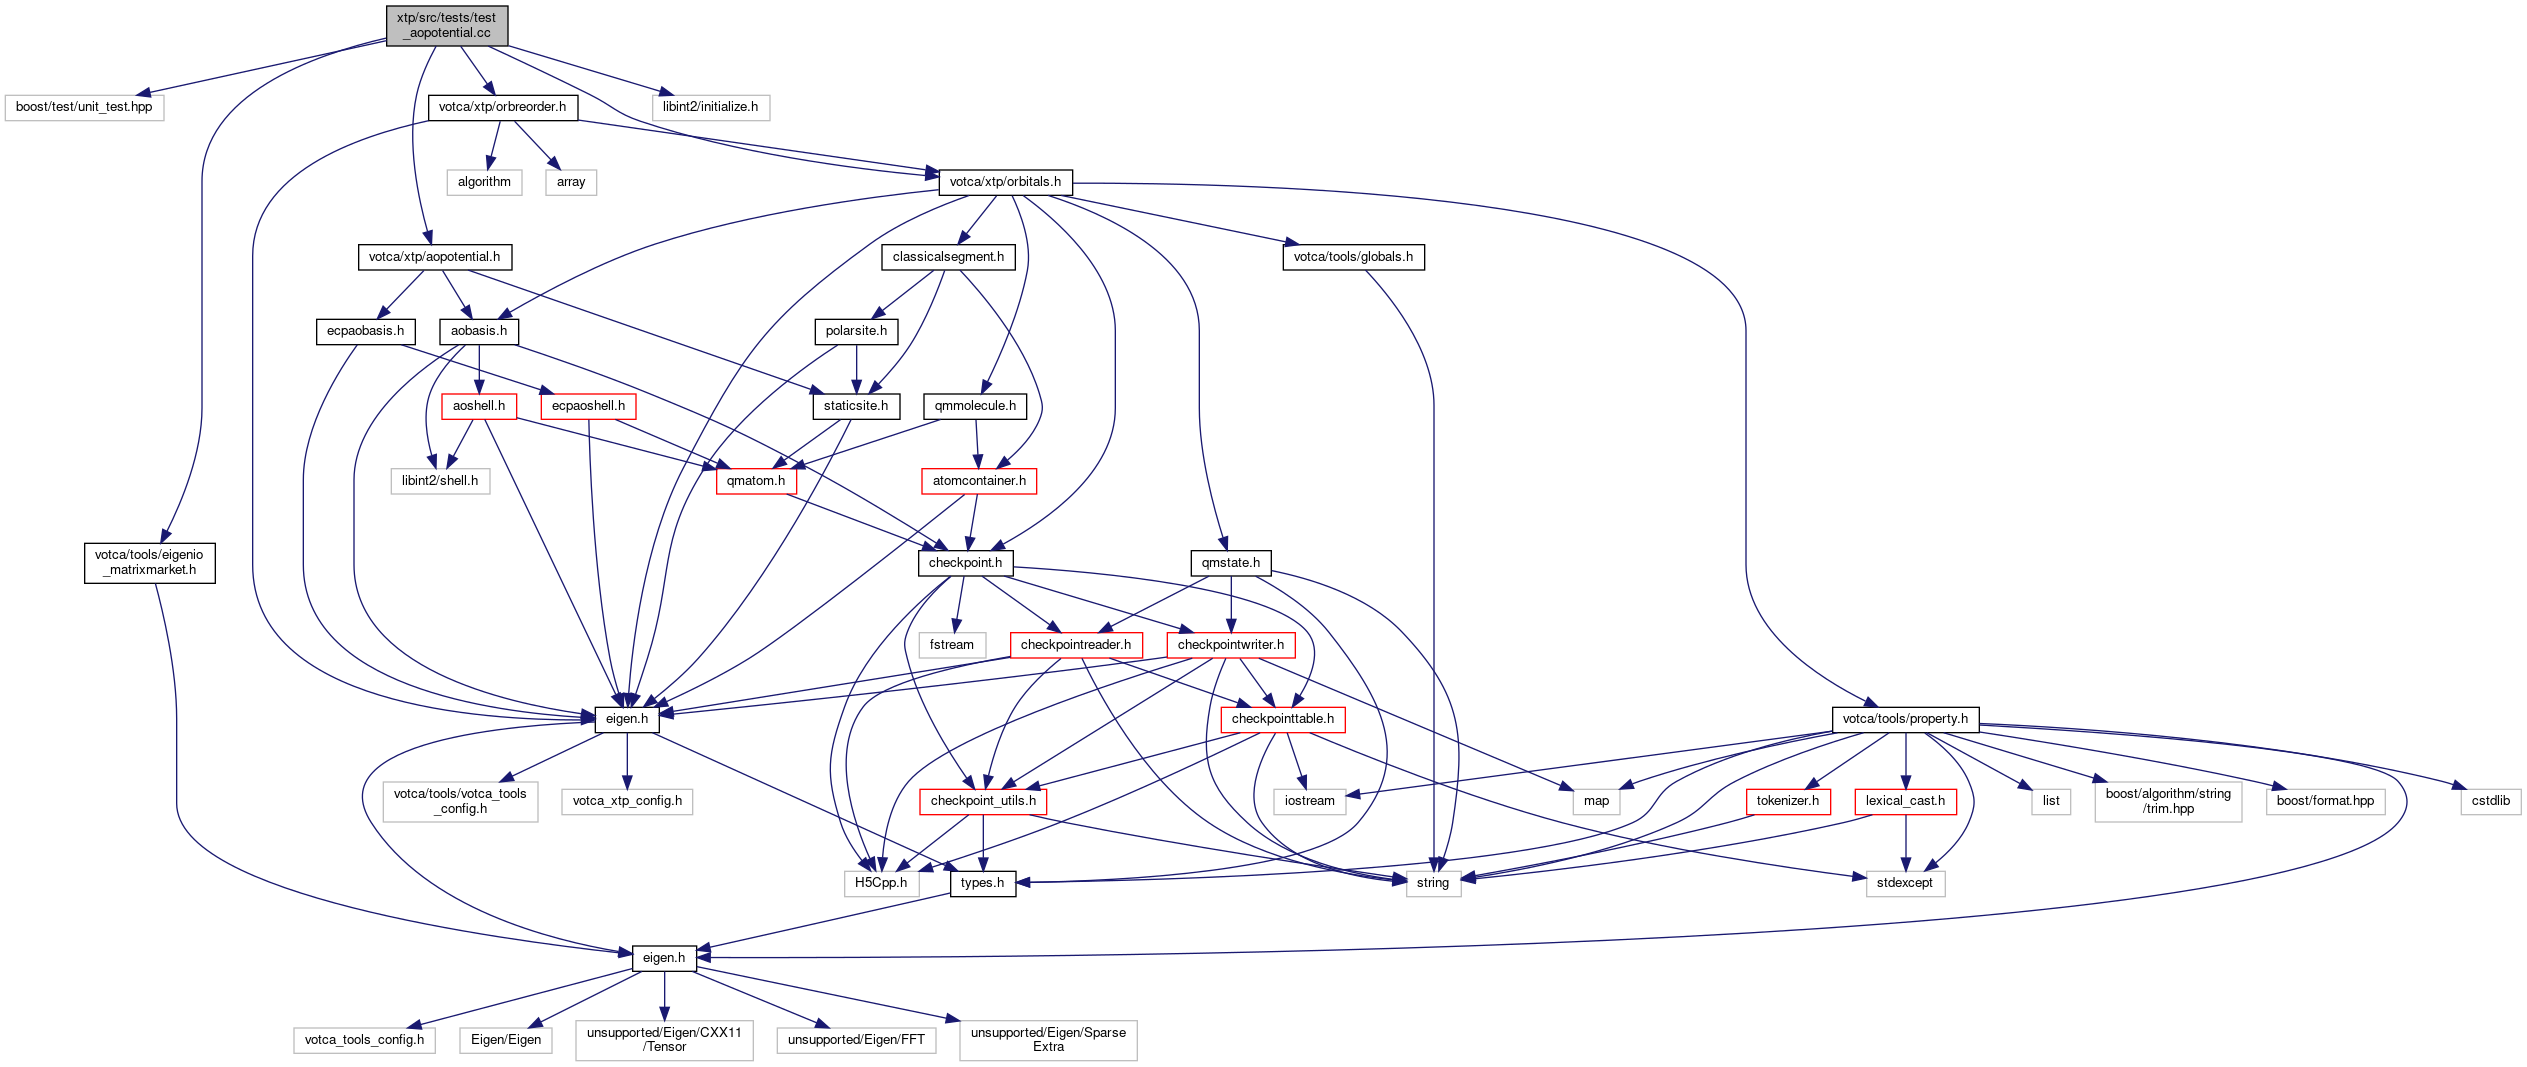 xtp/src/tests/test
_aopotential.cc
boost/test/unit_test.hpp
votca/xtp/orbreorder.h
libint2/initialize.h
algorithm
array
votca/xtp/orbitals.h
votca/xtp/aopotential.h
classicalsegment.h
votca/tools/globals.h
ecpaobasis.h
aobasis.h
polarsite.h
aoshell.h
ecpaoshell.h
staticsite.h
qmmolecule.h
libint2/shell.h
qmatom.h
atomcontainer.h
votca/tools/eigenio
_matrixmarket.h
checkpoint.h
qmstate.h
fstream
checkpointreader.h
checkpointwriter.h
eigen.h
checkpointtable.h
votca/tools/property.h
votca/tools/votca_tools
_config.h
votca_xtp_config.h
checkpoint_utils.h
iostream
map
tokenizer.h
lexical_cast.h
list
boost/algorithm/string
/trim.hpp
boost/format.hpp
cstdlib
H5Cpp.h
types.h
string
stdexcept
eigen.h
votca_tools_config.h
Eigen/Eigen
unsupported/Eigen/CXX11
/Tensor
unsupported/Eigen/FFT
unsupported/Eigen/Sparse
Extra